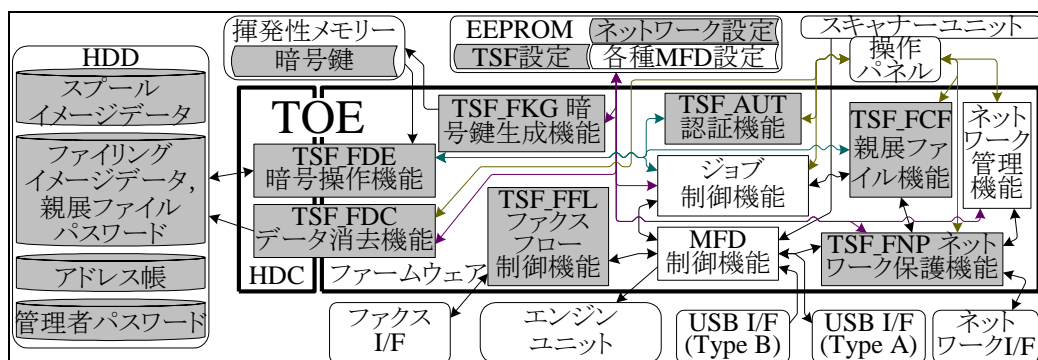 HDD
スプール
イメージデータ
ファイリング
イメージデータ,
親展ファイル
パスワード
アドレス帳
管理者パスワード
揮発性メモリー
暗号鍵
EEPROM
ネットワーク設定
TSF設定
各種MFD設定
スキャナーユニット
操作
パネル
TOE
TSF_FKG 暗
号鍵生成機能
TSF_AUT
認証機能
TSF_FCF
親展ファ
イル機能
ネット
ワーク
管理
機能
TSF_FDE
暗号操作機能
ジョブ
制御機能
TSF_FDC
データ消去機能
TSF_FFL
ファクス
フロー
制御機能
MFD
制御機能
TSF_FNP ネット
ワーク保護機能
HDC
ファームウェア
ファクス
I/F
エンジン
ユニット
USB I/F
(Type B)
USB I/F
(Type A)
ネット
ワークI/F